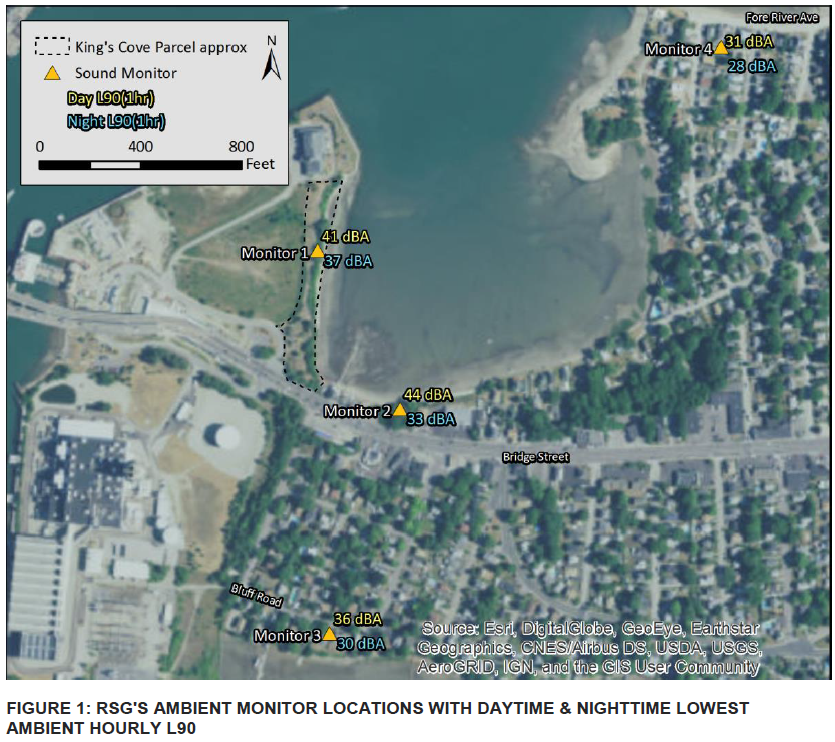 Fore River Ave
King's Cove Parcel approx
N
Sound Monitor
Day L90(1hr)
Night L90(1hr)
0 400 800
Feet
Monitor 4 31 dBA
28 dBA
Monitor 1 41 dBA
37 dBA
Monitor 2 44 dBA
33 dBA
Bridge Street
Bluff Road
Monitor 3 36 dBA
30 dBA
Source: Esri, DigitalGlobe, GeoEye, Earthstar
Geographics, CNES/Airbus DS, USDA, USGS,
AeroGRID, IGN, and the GIS User Community
FIGURE 1: RSG'S AMBIENT MONITOR LOCATIONS WITH DAYTIME & NIGHTTIME LOWEST
AMBIENT HOURLY L90